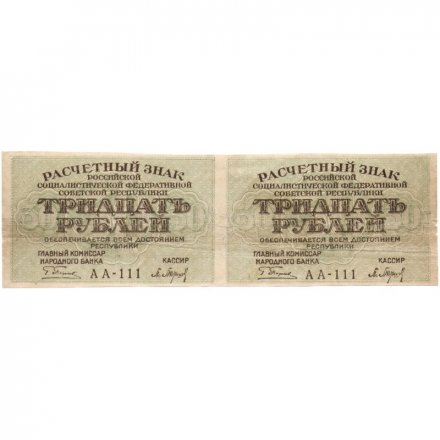 РАСЧЕТНЫЙ ЗНАК
РОССИЙСКОЙ
СОЦИАЛИСТИЧЕСКОЙ ФЕДЕРАТИВНОЙ
СОВЕТСКОЙ РЕСПУБЛИКИ
ТРИДЦАТЬ
РУБЛЕЙ
ОБЕСПЕЧИВАЕТСЯ ВСЕМ ДОСТОЯНИЕМ
РЕСПУБЛИКИ
ГЛАВНЫЙ КОМИССАР
НАРОДНОГО БАНКА КАССИР
АА-111
РАСЧЕТНЫЙ ЗНАК
РОССИЙСКОЙ
СОЦИАЛИСТИЧЕСКОЙ ФЕДЕРАТИВНОЙ
СОВЕТСКОЙ РЕСПУБЛИКИ
ТРИДЦАТЬ
РУБЛЕЙ
ОБЕСПЕЧИВАЕТСЯ ВСЕМ ДОСТОЯНИЕМ
РЕСПУБЛИКИ
ГЛАВНЫЙ КОМИССАР
НАРОДНОГО БАНКА КАССИР
АА-111